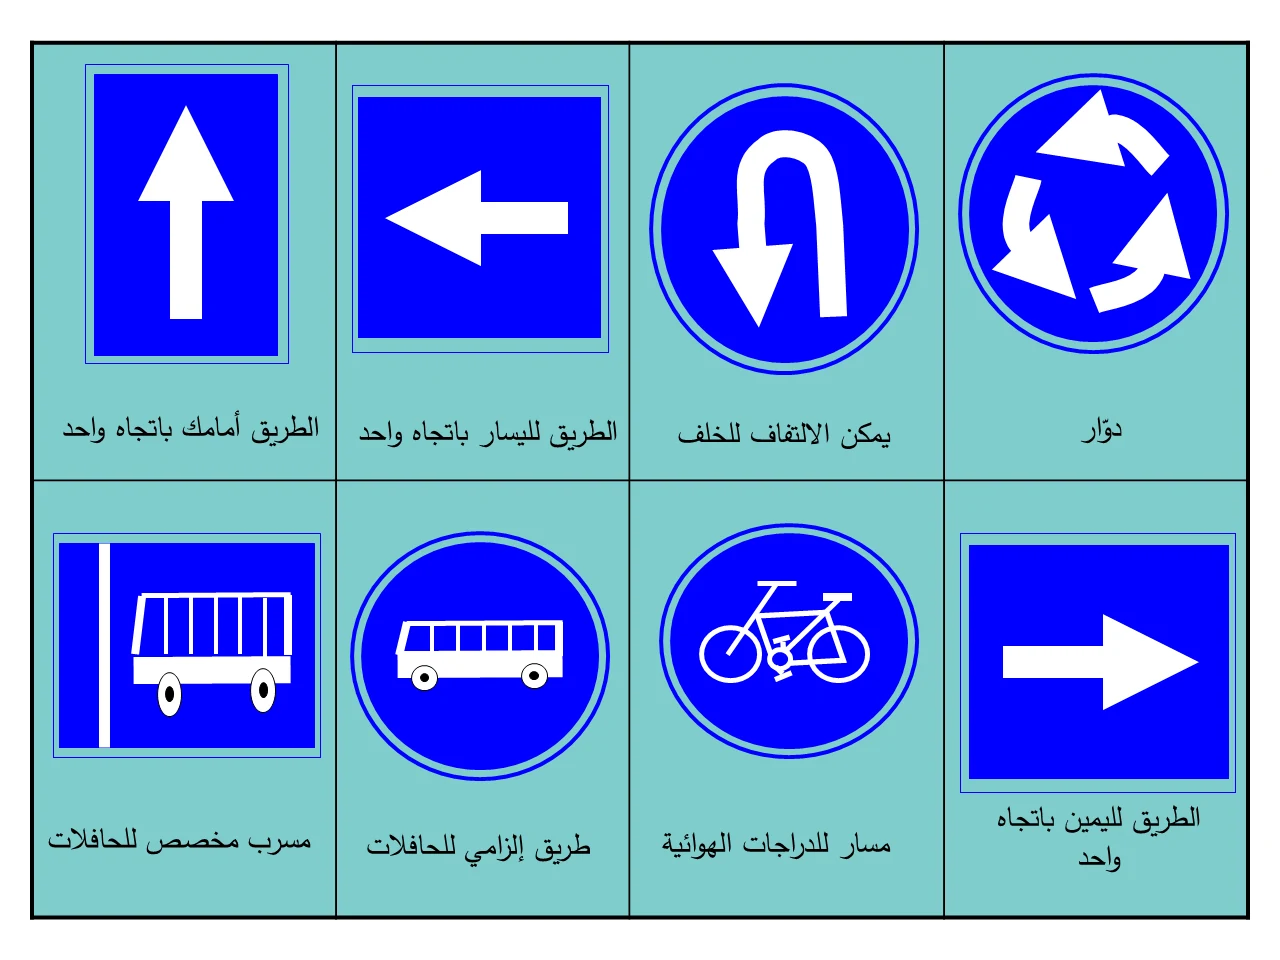 دوّار
يمكن الالتفاف للخلف
الطريق لليسار باتجاه واحد
الطريق أمامك باتجاه واحد
الطريق لليمين باتجاه
واحد
مسار للدراجات الهوائية
طريق إلزامي للحافلات
مسرب مخصص للحافلات